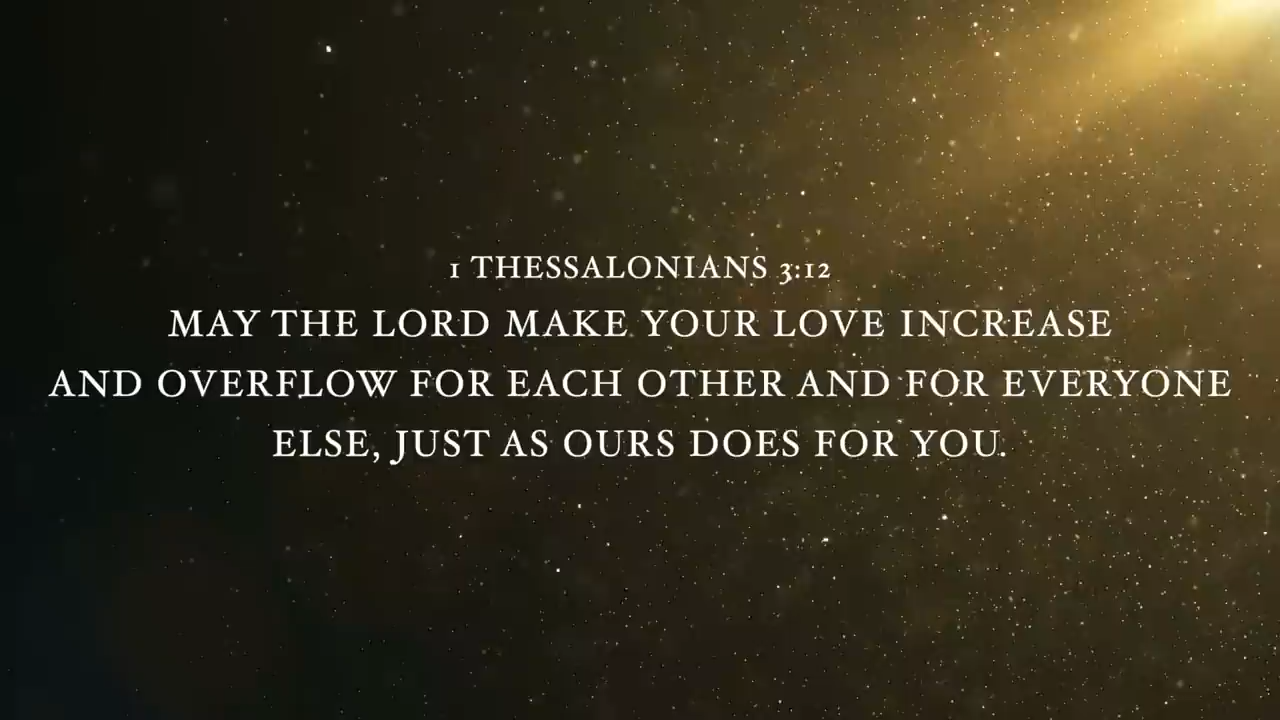 1 THESSALONIANS 3:12
MAY THE LORD MAKE YOUR LOVE INCREASE
AND OVERFLOW FOR EACH OTHER AND FOR EVERYONE
ELSE, JUST AS OURS DOES FOR YOU.